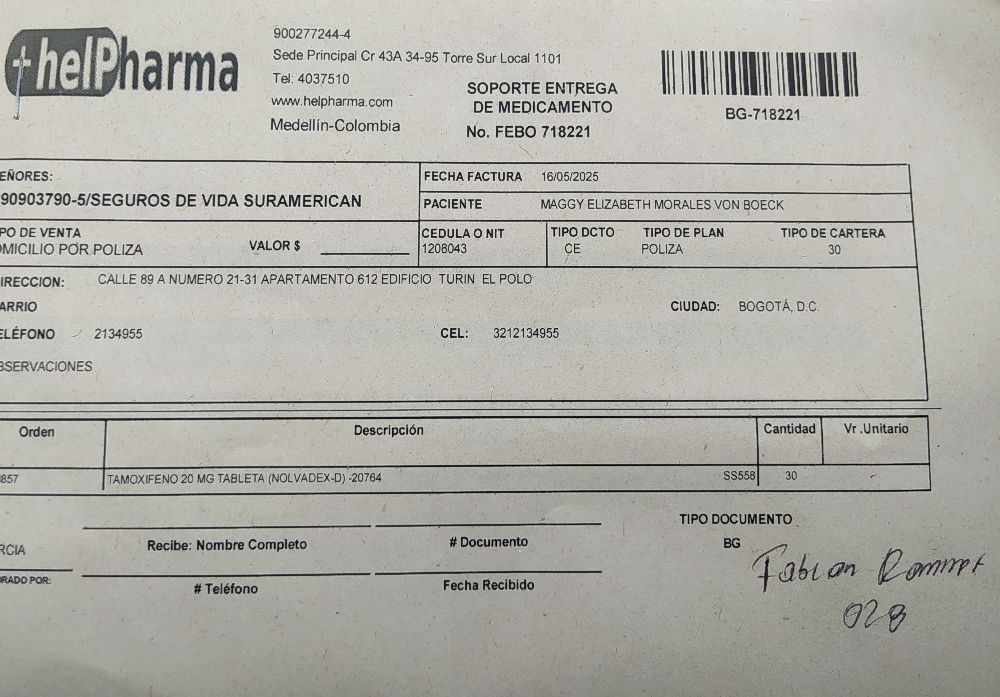 helPharma
900277244-4
Sede Principal Cr 43A 34-95 Torre Sur Local 1101
Tel: 4037510
www.helpharma.com
Medellín-Colombia
SOPORTE ENTREGA
DE MEDICAMENTO
No. FEBO 718221
BG-718221
EÑORES:
90903790-5/SEGUROS DE VIDA SURAMERICAN
FECHA FACTURA 16/05/2025
PACIENTE MAGGY ELIZABETH MORALES VON BOECK
PO DE VENTA
OMICILIO POR POLIZA
VALOR $
CEDULA O NIT
1208043
TIPO DCTO
CE
TIPO DE PLAN
POLIZA
TIPO DE CARTERA
30
IRECCION: CALLE 89 A NUMERO 21-31 APARTAMENTO 612 EDIFICIO TURIN EL POLO
ARRIO
CIUDAD: BOGOTÁ, D.C.
ELÉFONO 2134955
CEL: 3212134955
BSERVACIONES
Orden Descripción Cantidad Vr .Unitario
857 TAMOXIFENO 20 MG TABLETA (NOLVADEX-D) -20764 SS558 30
RCIA
RADO POR:
Recibe: Nombre Completo
# Documento
# Teléfono
Fecha Recibido
TIPO DOCUMENTO
BG
Fabian
028